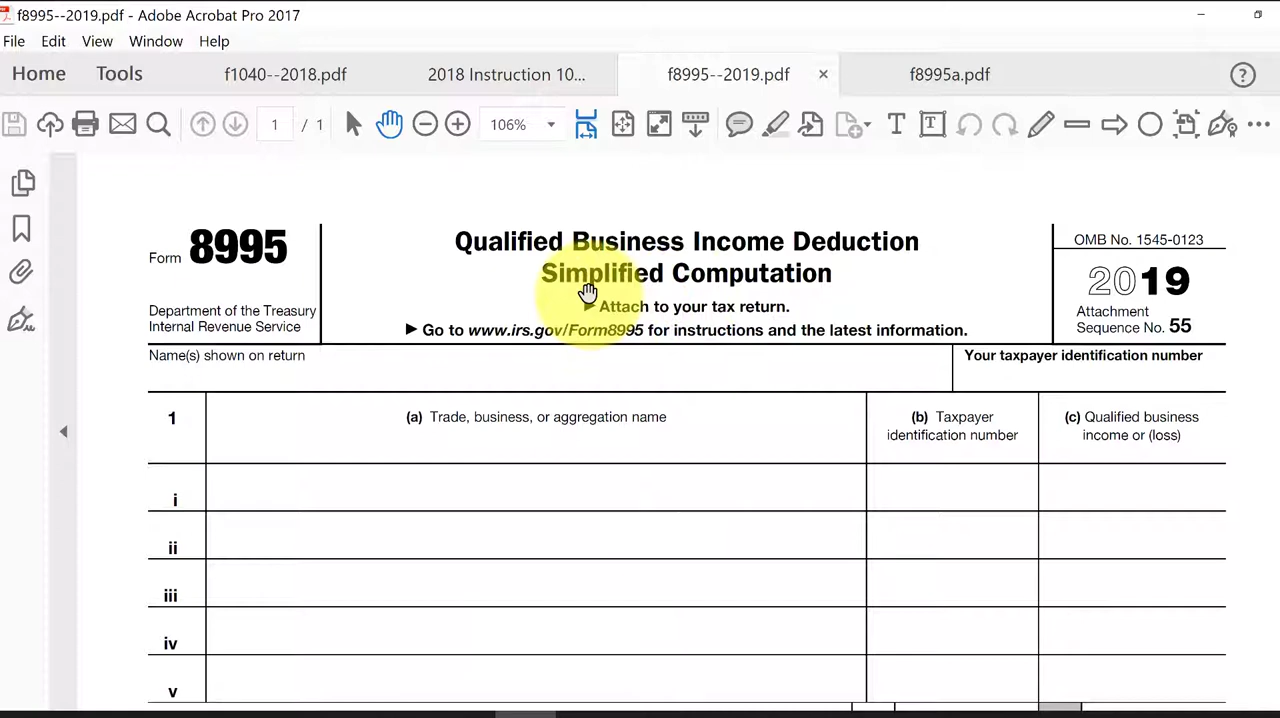 f8995--2019.pdf - Adobe Acrobat Pro 2017
File Edit View Window Help
Home Tools f1040--2018.pdf 2018 Instruction 10... f8995--2019.pdf × f8995a.pdf
1 / 1 106%
Form 8995
Department of the Treasury
Internal Revenue Service
Qualified Business Income Deduction
Simplified Computation
▶ Attach to your tax return.
▶ Go to www.irs.gov/Form8995 for instructions and the latest information.
OMB No. 1545-0123
2019
Attachment
Sequence No. 55
Name(s) shown on return
Your taxpayer identification number
1
(a) Trade, business, or aggregation name
(b) Taxpayer
identification number
(c) Qualified business
income or (loss)
i
ii
iii
iv
v